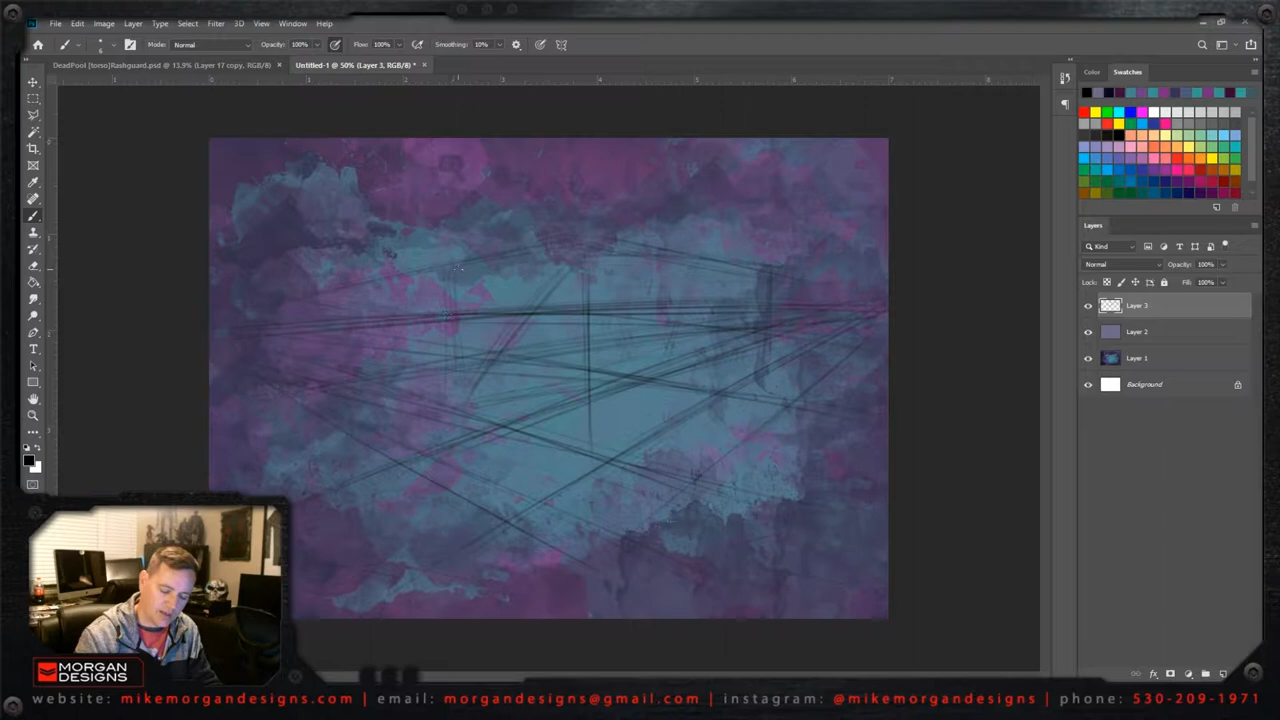 File Edit Image Layer Type Select Filter 3D View Window Help
Mode: Normal Opacity: 100% Flow: 100% Smoothing: 10%
DeadPool [torso]Rashguard.psd @ 13.9% (Layer 17 copy, RGB/8) × Untitled-1 @ 50% (Layer 3, RGB/8) * ×
Color Swatches
Layers
Kind
Normal Opacity: 100%
Lock: Fill: 100%
Layer 3
Layer 2
Layer 1
Background
MORGAN
DESIGNS
website: mikemorgandesigns.com | email: morgandesigns@gmail.com | instagram: @mikemorgandesigns | phone: 530-209-1971